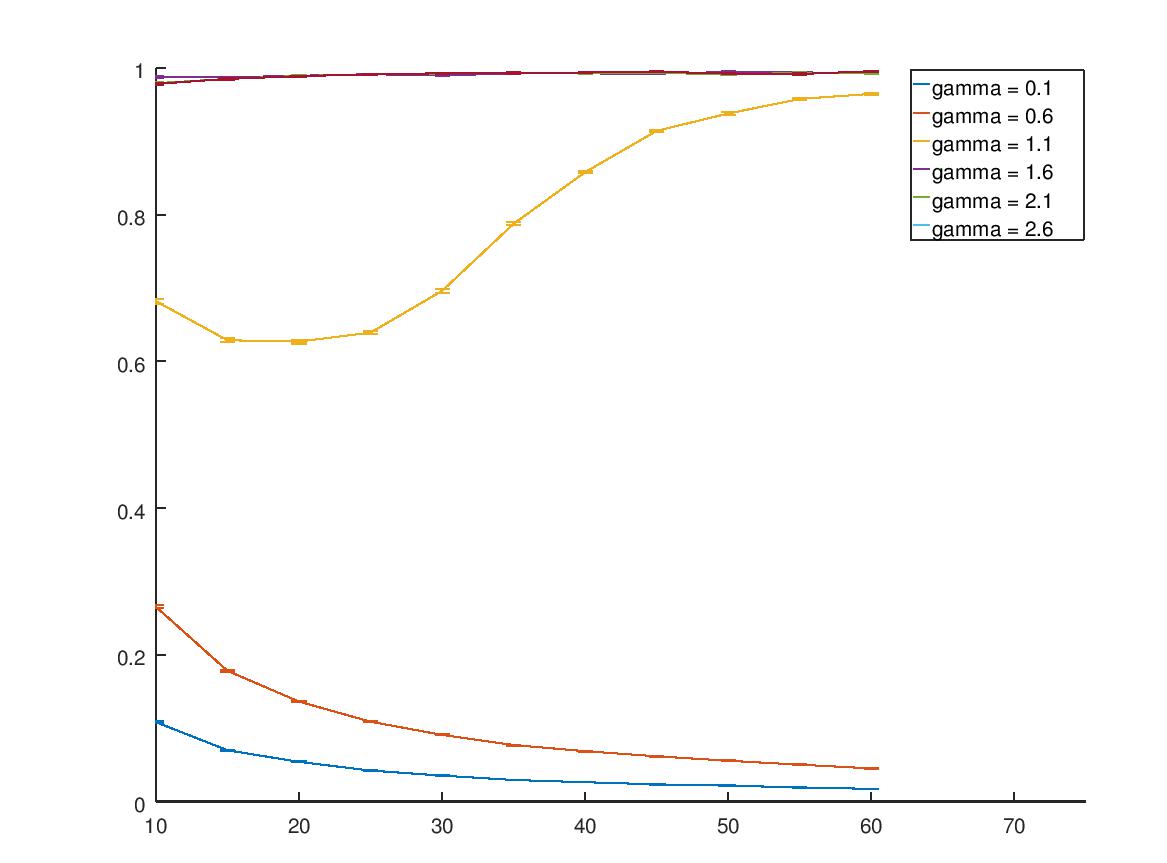 1
0.8
0.6
0.4
0.2
0
10 20 30 40 50 60 70
gamma = 0.1
gamma = 0.6
gamma = 1.1
gamma = 1.6
gamma = 2.1
gamma = 2.6